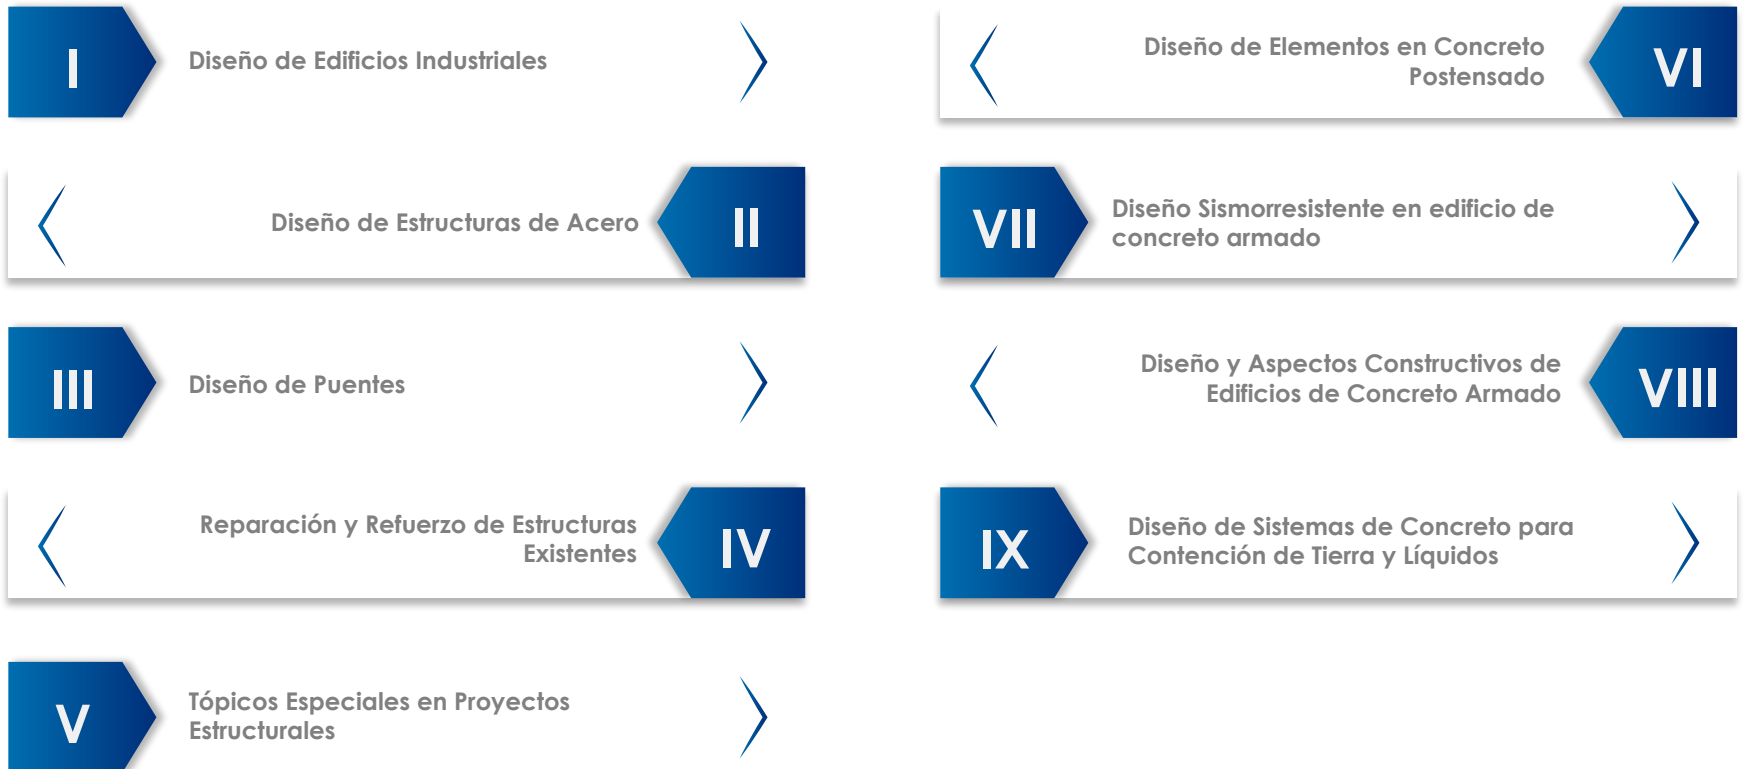 I
Diseño de Edificios Industriales
Diseño de Estructuras de Acero
II
III
Diseño de Puentes
Reparación y Refuerzo de Estructuras
Existentes
IV
V
Tópicos Especiales en Proyectos
Estructurales
Diseño de Elementos en Concreto
Postensado
VI
VII
Diseño Sismorresistente en edificio de
concreto armado
Diseño y Aspectos Constructivos de
Edificios de Concreto Armado
VIII
IX
Diseño de Sistemas de Concreto para
Contención de Tierra y Líquidos